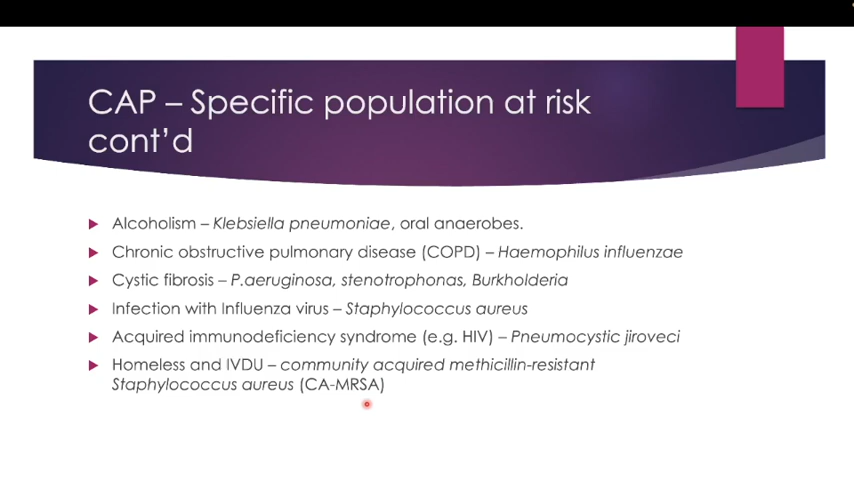 CAP – Specific population at risk
cont’d
Alcoholism – Klebsiella pneumoniae, oral anaerobes.
Chronic obstructive pulmonary disease (COPD) – Haemophilus influenzae
Cystic fibrosis – P.aeruginosa, stenotrophonas, Burkholderia
Infection with Influenza virus – Staphylococcus aureus
Acquired immunodeficiency syndrome (e.g. HIV) – Pneumocystic jiroveci
Homeless and IVDU – community acquired methicillin-resistant
Staphylococcus aureus (CA-MRSA)